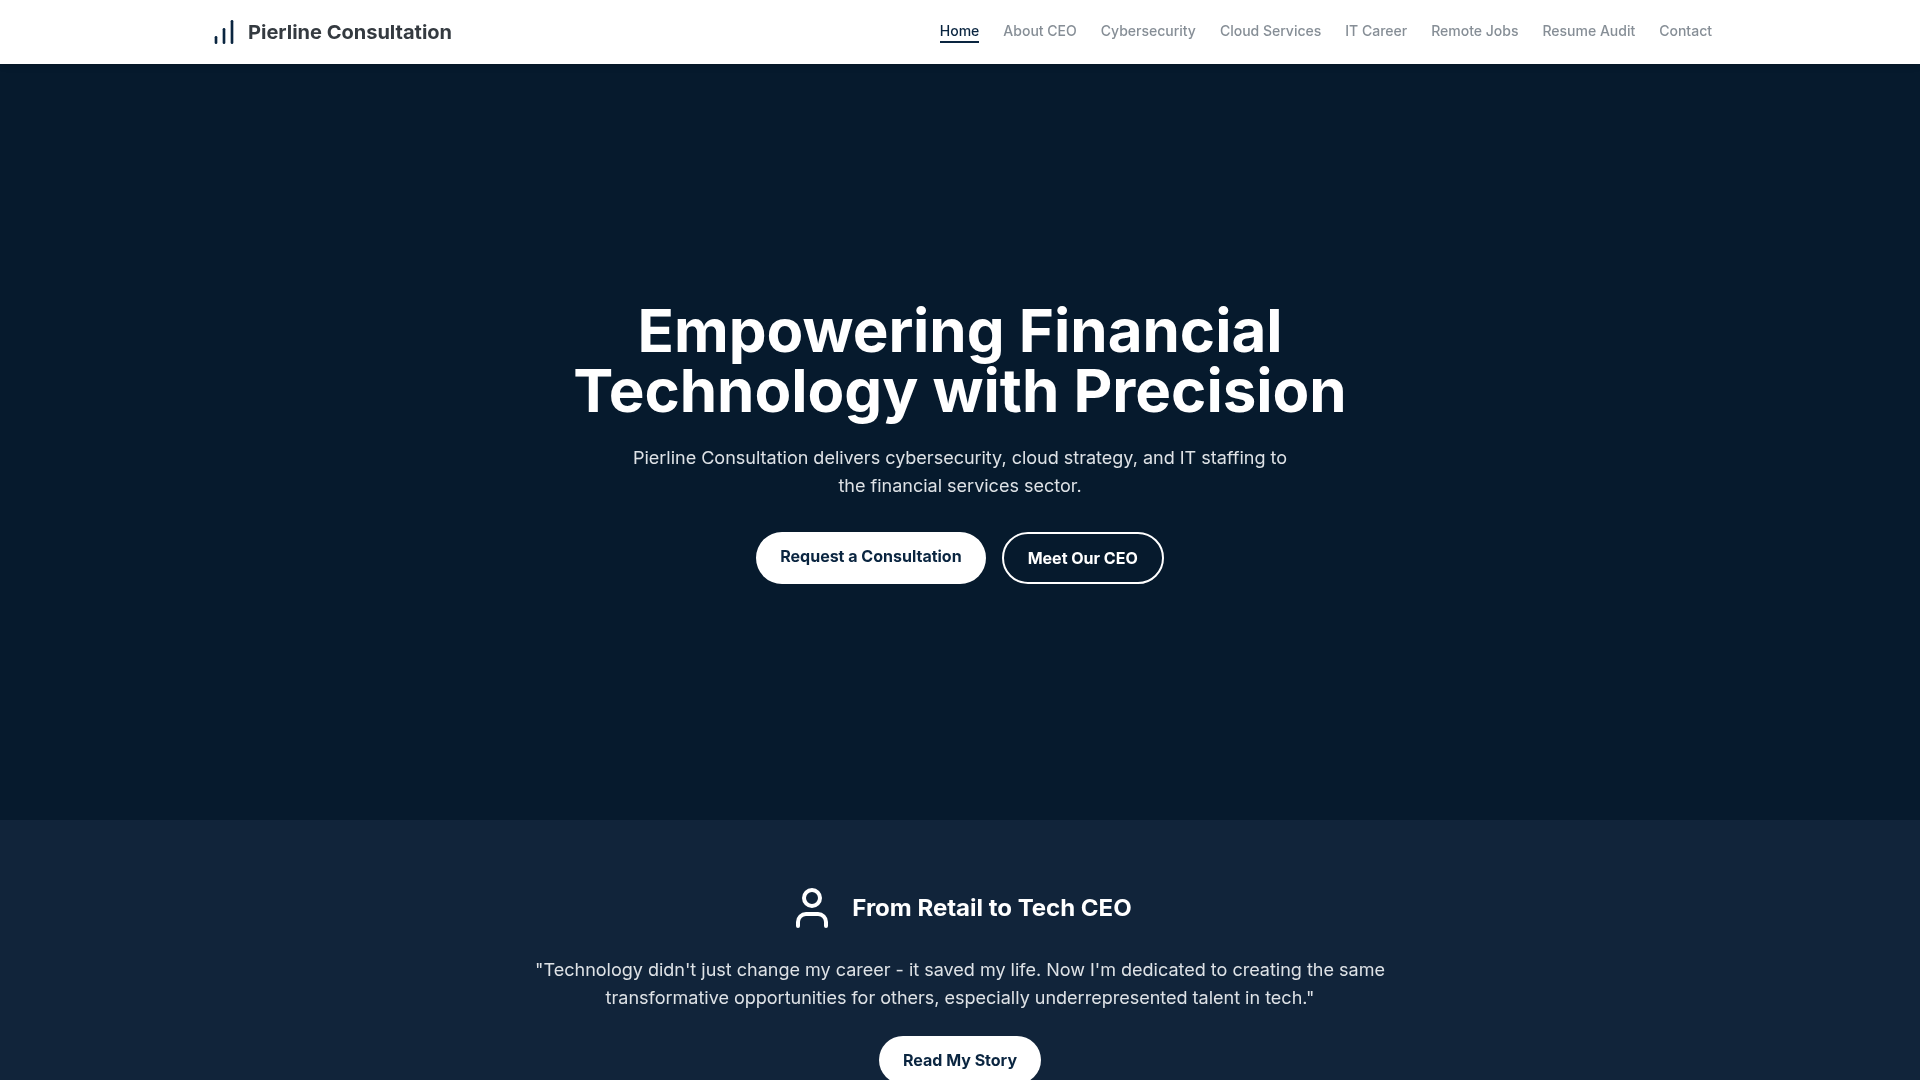 Pierline Consultation
Home
About CEO
Cybersecurity
Cloud Services
IT Career
Remote Jobs
Resume Audit
Contact
Empowering Financial
Technology with Precision
Pierline Consultation delivers cybersecurity, cloud strategy, and IT staffing to
the financial services sector.
Request a Consultation
Meet Our CEO
From Retail to Tech CEO
"Technology didn't just change my career - it saved my life. Now I'm dedicated to creating the same
transformative opportunities for others, especially underrepresented talent in tech."
Read My Story